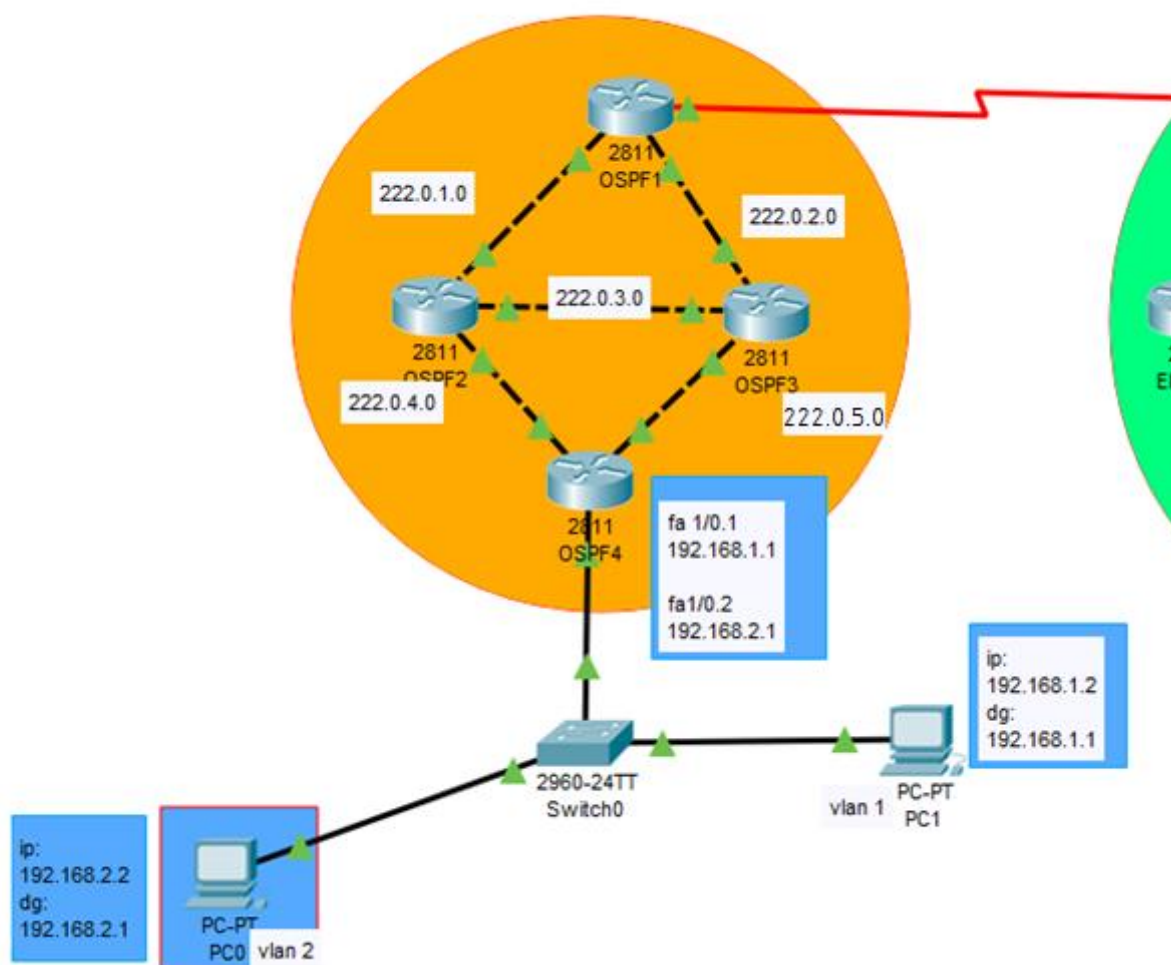 2811
OSPF1
222.0.1.0
222.0.2.0
222.0.3.0
2811
OSPF2
2811
OSPF3
222.0.4.0
222.0.5.0
2811
OSPF4
fa 1/0.1
192.168.1.1
fa1/0.2
192.168.2.1
ip:
192.168.1.2
dg:
192.168.1.1
2960-24TT
Switch0
vlan 1
PC-PT
PC1
ip:
192.168.2.2
dg:
192.168.2.1
PC-PT
PC0
vlan 2